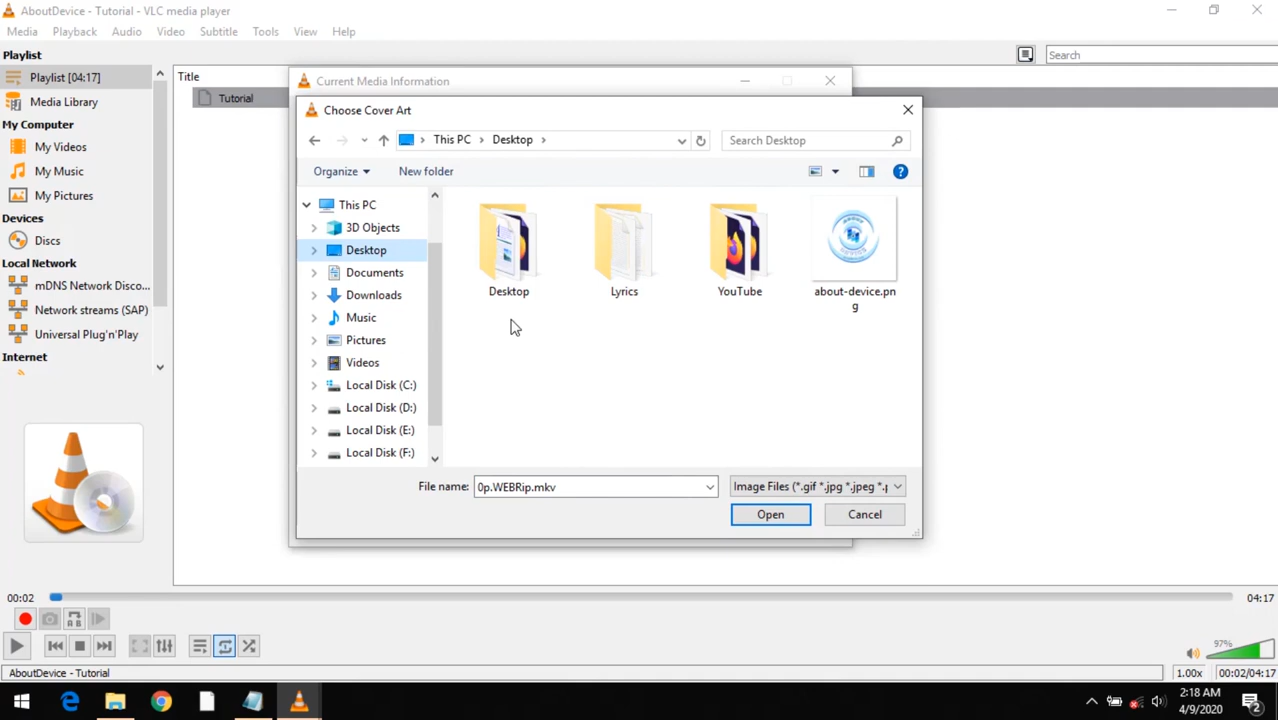 AboutDevice - Tutorial - VLC media player
Media Playback Audio Video Subtitle Tools View Help
Playlist
Search
Playlist [04:17]
Media Library
My Computer
My Videos
My Music
My Pictures
Devices
Discs
Local Network
mDNS Network Disco...
Network streams (SAP)
Universal Plug'n'Play
Internet
Title
Tutorial
Current Media Information
Choose Cover Art
This PC Desktop
Search Desktop
Organize New folder
This PC
3D Objects
Desktop
Documents
Downloads
Music
Pictures
Videos
Local Disk (C:)
Local Disk (D:)
Local Disk (E:)
Local Disk (F:)
Desktop
Lyrics
YouTube
about-device.pn
g
File name: 0p.WEBRip.mkv
Image Files (*.gif *.jpg *.jpeg *.p
Open Cancel
00:02 04:17
A B
97%
AboutDevice - Tutorial 1.00x 00:02/04:17
2:18 AM
4/9/2020
2